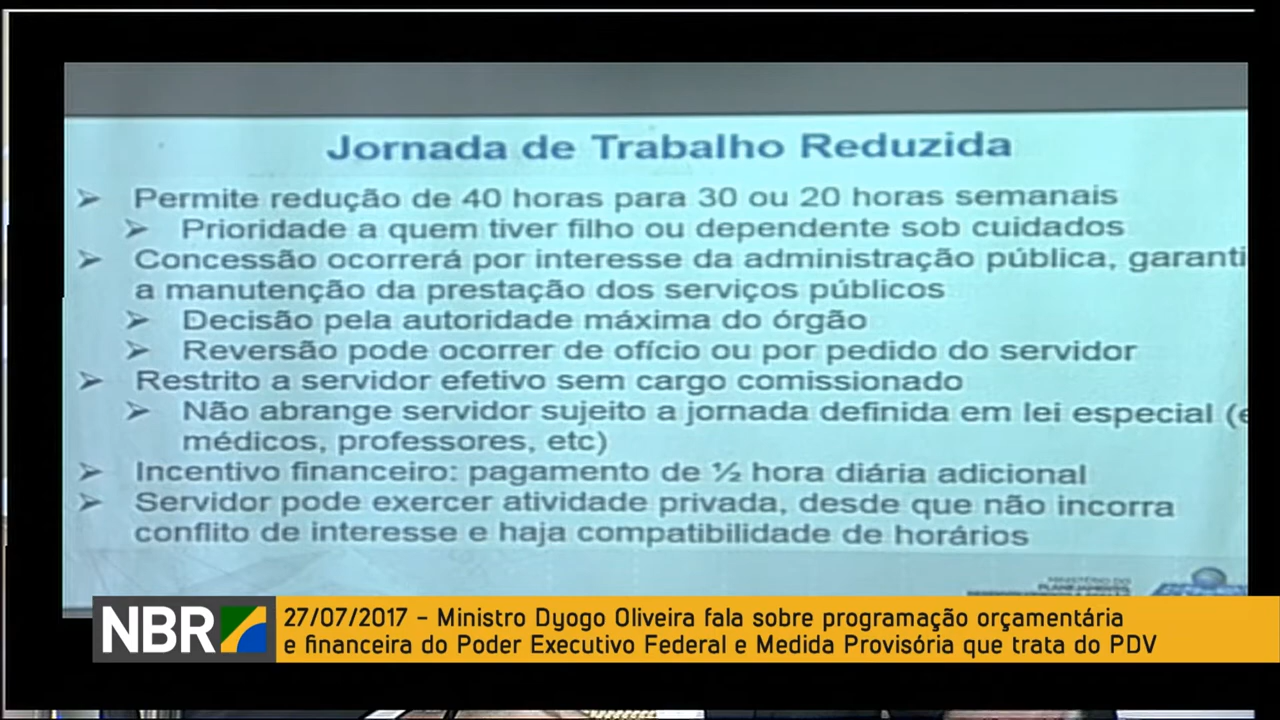 Jornada de Trabalho Reduzida
➢ Permite redução de 40 horas para 30 ou 20 horas semanais
➢ Prioridade a quem tiver filho ou dependente sob cuidados
➢ Concessão ocorrerá por interesse da administração pública, garanti
a manutenção da prestação dos serviços públicos
➢ Decisão pela autoridade máxima do órgão
➢ Reversão pode ocorrer de ofício ou por pedido do servidor
➢ Restrito a servidor efetivo sem cargo comissionado
➢ Não abrange servidor sujeito a jornada definida em lei especial (e
médicos, professores, etc)
➢ Incentivo financeiro: pagamento de ½ hora diária adicional
➢ Servidor pode exercer atividade privada, desde que não incorra
conflito de interesse e haja compatibilidade de horários
MINISTÉRIO DO
PLANEJAMENTO
NBR
27/07/2017 - Ministro Dyogo Oliveira fala sobre programação orçamentária
e financeira do Poder Executivo Federal e Medida Provisória que trata do PDV